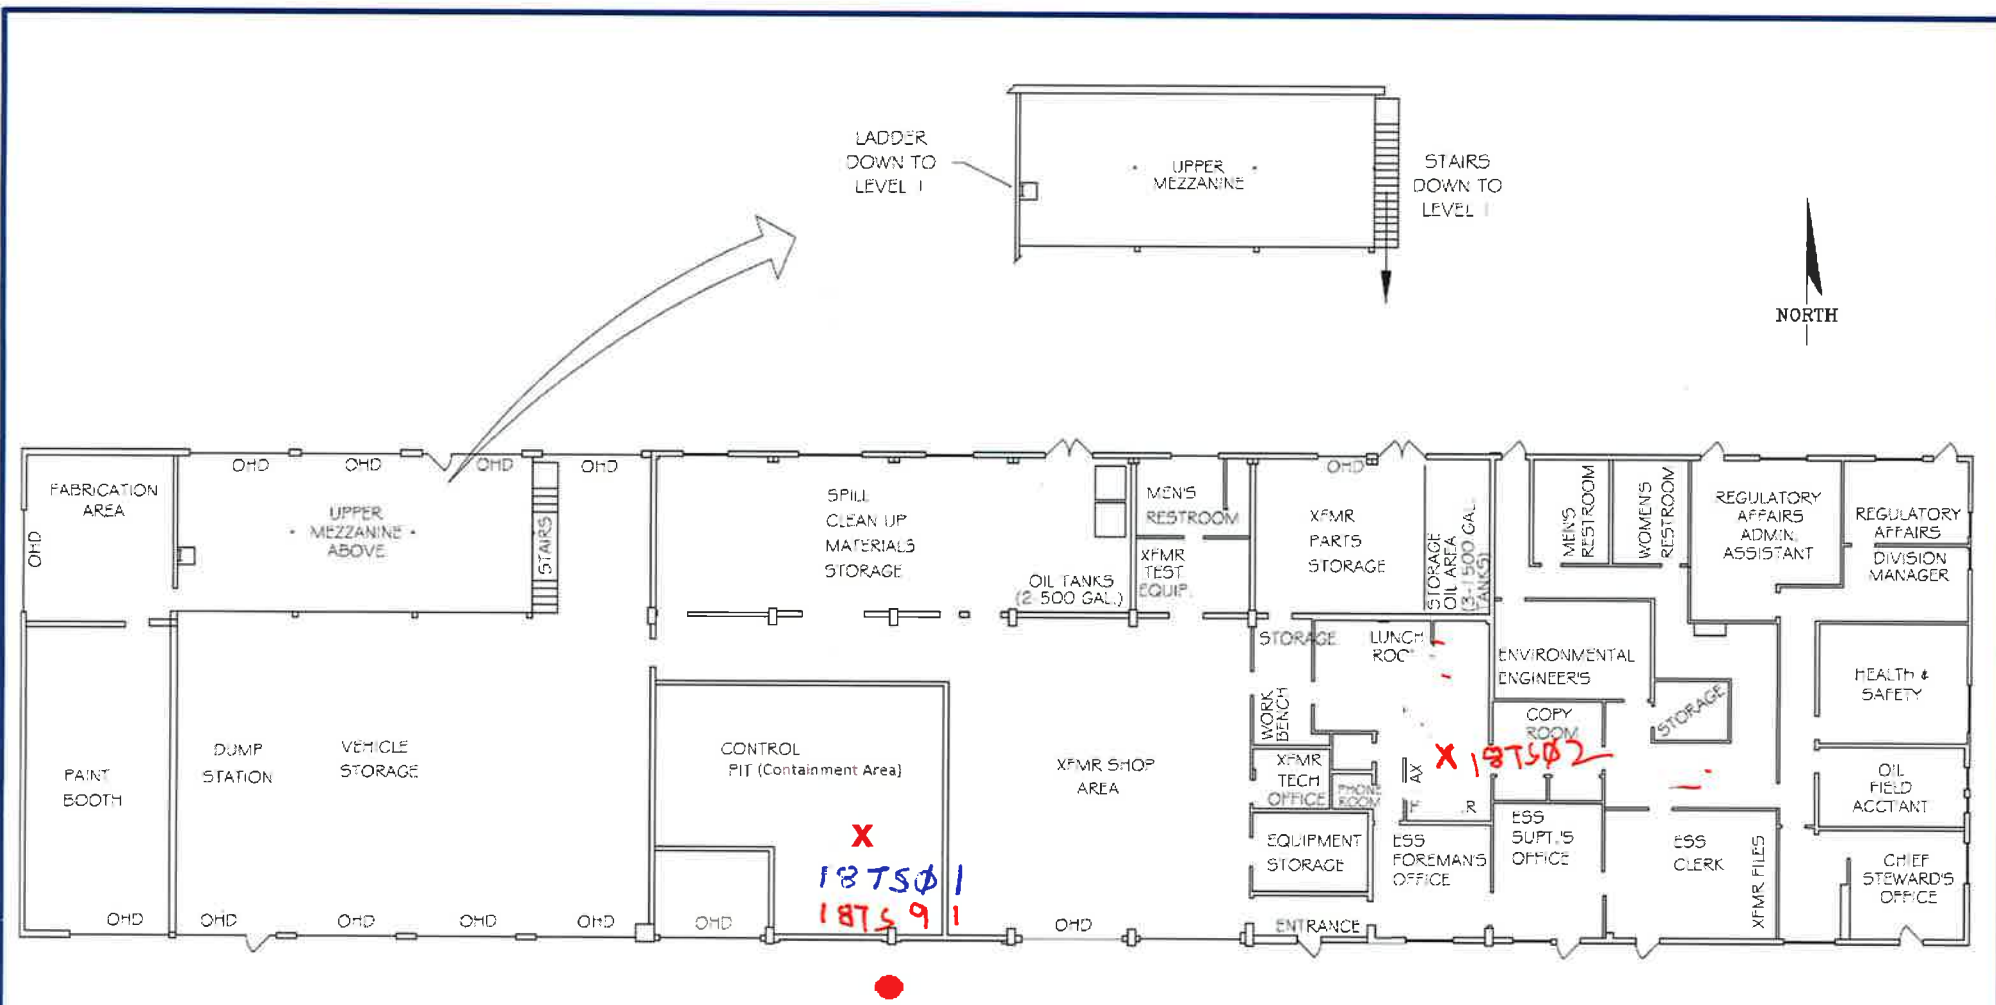 LADDER
DOWN TO
LEVEL 1
UPPER
MEZZANINE
STAIRS
DOWN TO
LEVEL 1
NORTH
OHD
OHD
OHD
OHD
OHD
OHD
FABRICATION
AREA
UPPER
MEZZANINE
ABOVE
STAIRS
SPILL
CLEAN UP
MATERIALS
STORAGE
OIL TANKS
(2-500 GAL.)
MEN'S
RESTROOM
XFMR
TEST
EQUIP.
XFMR
PARTS
STORAGE
STORAGE
OIL AREA
(3-1500 GAL.
TANKS)
MEN'S
RESTROOM
WOMEN'S
RESTROOM
REGULATORY
AFFAIRS
ADMIN.
ASSISTANT
REGULATORY
AFFAIRS
DIVISION
MANAGER
STORAGE
LUNCH
ENVIRONMENTAL
ENGINEER'S
HEALTH &
SAFETY
STORAGE
WORK
BENCH
COPY
ROOM
PAINT
BOOTH
DUMP
STATION
VEHICLE
STORAGE
CONTROL
PIT (Containment Area)
XFMR SHOP
AREA
XFMR
TECH
OFFICE
PHONE
ROOM
AX
F
R
X 18TSØ2
OIL
FIELD
ACCTANT
X
18TSØ1
18TS91
EQUIPMENT
STORAGE
ESS
FOREMAN'S
OFFICE
ESS
SUPT.'S
OFFICE
ESS
CLERK
XFMR FILES
CHIEF
STEWARD'S
OFFICE
OHD
OHD
OHD
OHD
OHD
OHD
OHD
ENTRANCE